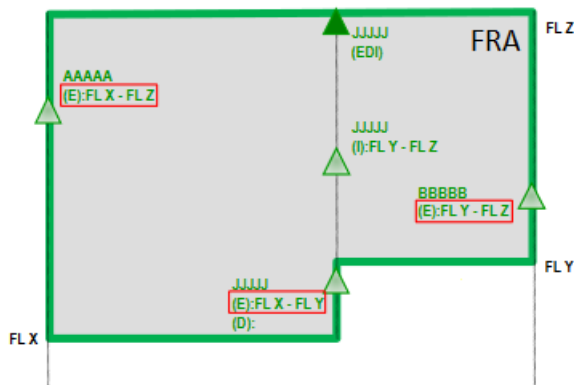 FL Z
FRA
JJJJJ
(EDI)
AAAAA
(E):FL X - FL Z
JJJJJ
(I):FL Y - FL Z
BBBBB
(E):FL Y - FL Z
FL Y
JJJJJ
(E):FL X - FL Y
(D):
FL X